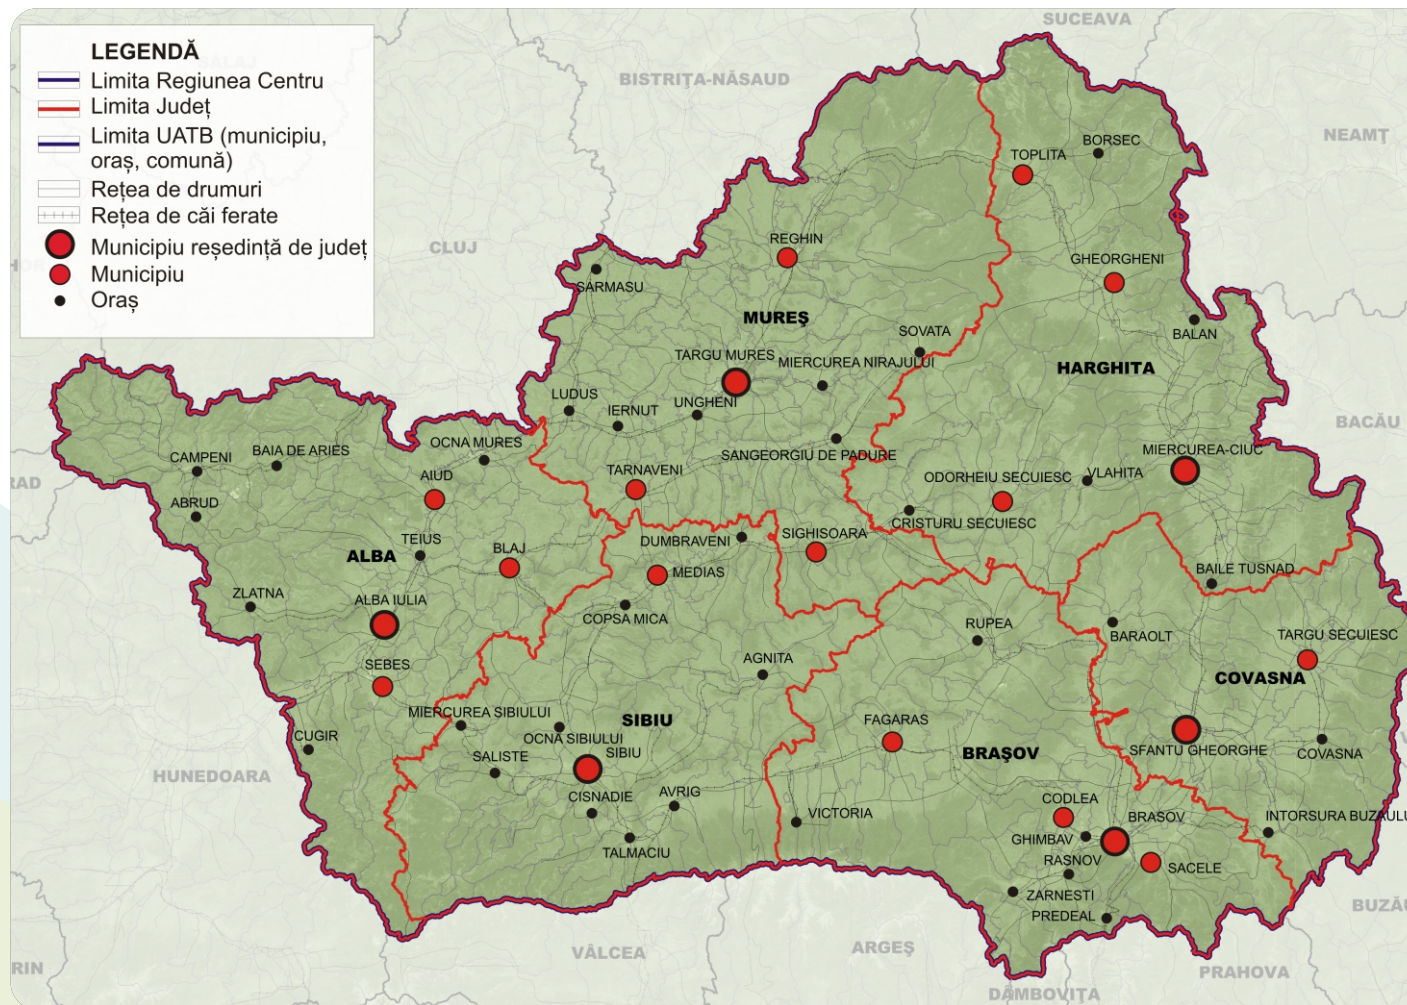 SUCEAVA
LEGENDĂ
SĂLAJ
Limita Regiunea Centru
BISTRIȚA-NĂSAUD
Limita Județ
Limita UATB (municipiu,
oraș, comună)
NEAMȚ
BORSEC
TOPLITA
Rețea de drumuri
Rețea de căi ferate
Municipiu reședință de județ
CLUJ
REGHIN
GHEORGHENI
Municipiu
SARMASU
Oraș
MUREȘ
SOVATA
BALAN
TARGU MURES
MIERCUREA NIRAJULUI
HARGHITA
LUDUS
IERNUT
UNGHENI
BACĂU
OCNA MURES
BAIA DE ARIES
CAMPENI
SANGEORGIU DE PADURE
MIERCUREA-CIUC
AIUD
TARNAVENI
ODORHEIU SECUIESC
VLAHITA
RAD
ABRUD
CRISTURU SECUIESC
TEIUS
ALBA
BLAJ
DUMBRAVENI
SIGHISOARA
MEDIAS
BAILE TUSNAD
ZLATNA
ALBA IULIA
COPSA MICA
RUPEA
BARAOLT
TARGU SECUIESC
SEBES
AGNITA
COVASNA
MIERCUREA SIBIULUI
SIBIU
FAGARAS
CUGIR
OCNA SIBIULUI
SIBIU
BRAȘOV
SFANTU GHEORGHE
COVASNA
SALISTE
HUNEDOARA
CISNADIE
AVRIG
VICTORIA
CODLEA
BRASOV
INTORSURA BUZAULU
GHIMBAV
TALMACIU
RASNOV
SACELE
ZARNESTI
PREDEAL
BUZĂU
VÂLCEA
ARGEȘ
RIN
PRAHOVA
DÂMBOVIȚA